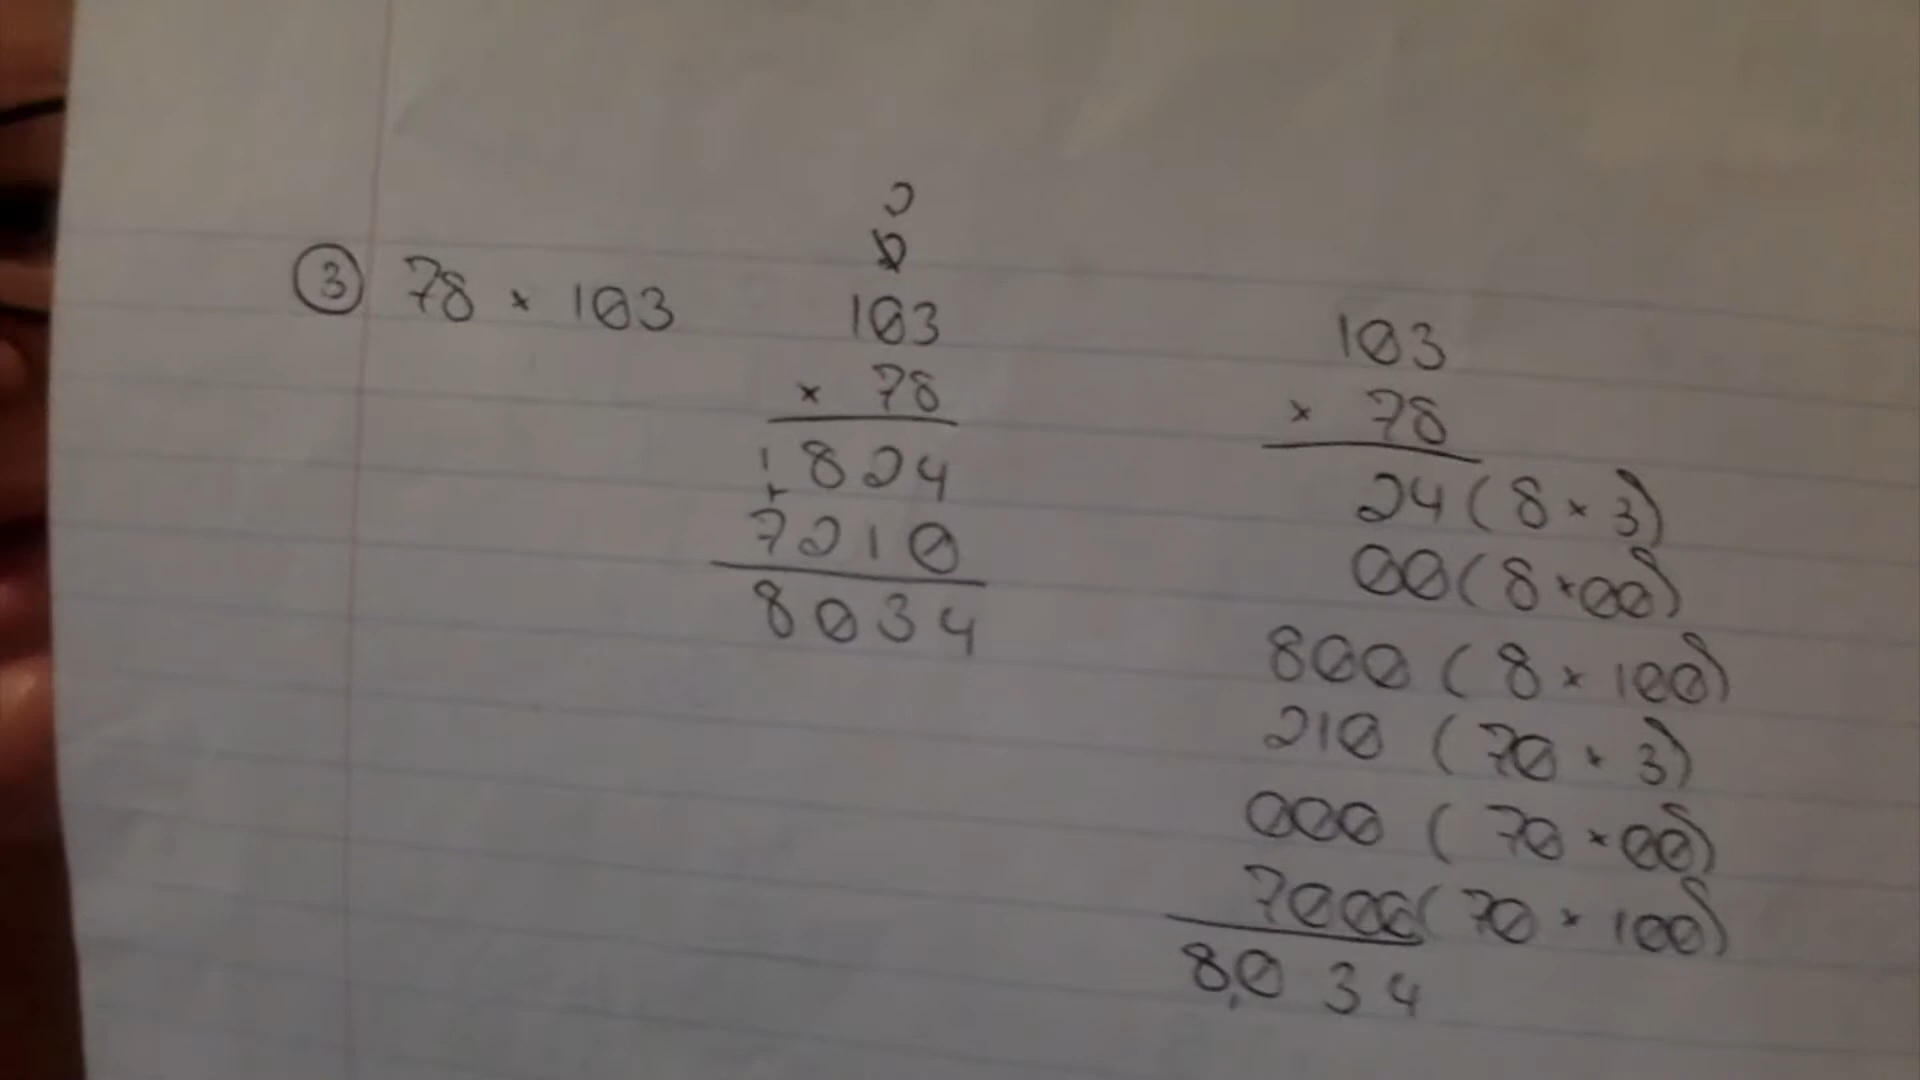 ③ 78 × 103
2
103
× 78
1824
+
7210
8034
103
× 78
24 (8 × 3)
00 (8 × 00)
800 (8 × 100)
210 (70 × 3)
000 (70 × 00)
7000 (70 × 100)
8,034